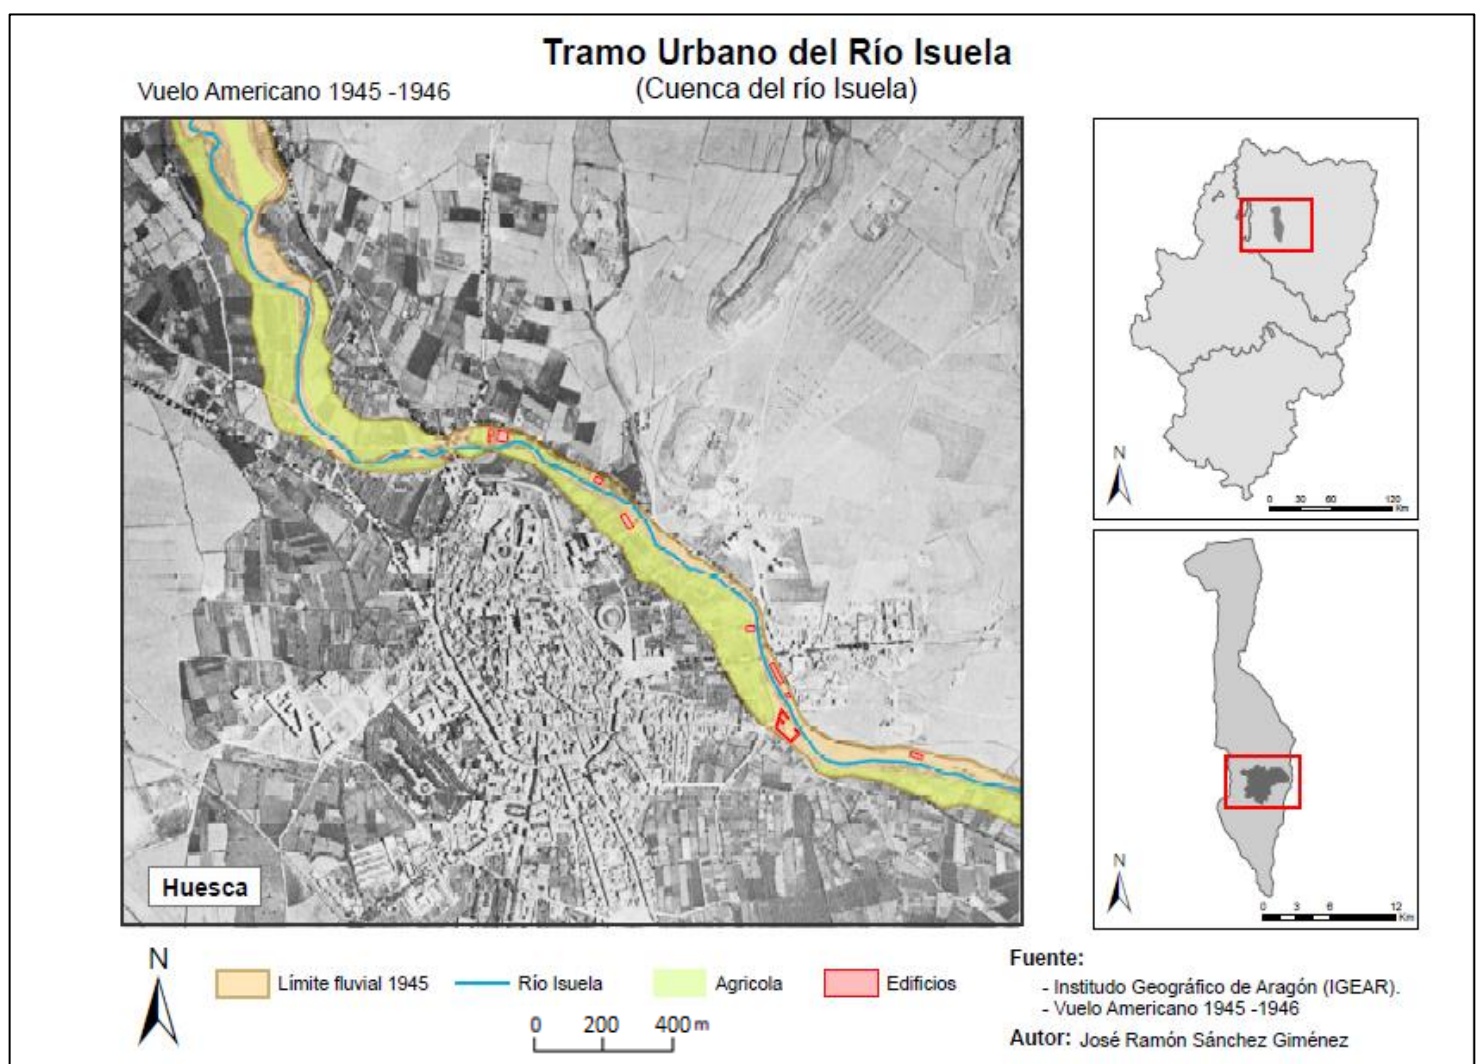 Tramo Urbano del Río Isuela
(Cuenca del río Isuela)
Vuelo Americano 1945 -1946
N
0 30 60 120
Km
Huesca
N
0 3 6 12
Km
N
Límite fluvial 1945
Río Isuela
Agricola
Edificios
0 200 400 m
Fuente:
- Institudo Geográfico de Aragón (IGEAR).
- Vuelo Americano 1945 -1946
Autor: José Ramón Sánchez Giménez